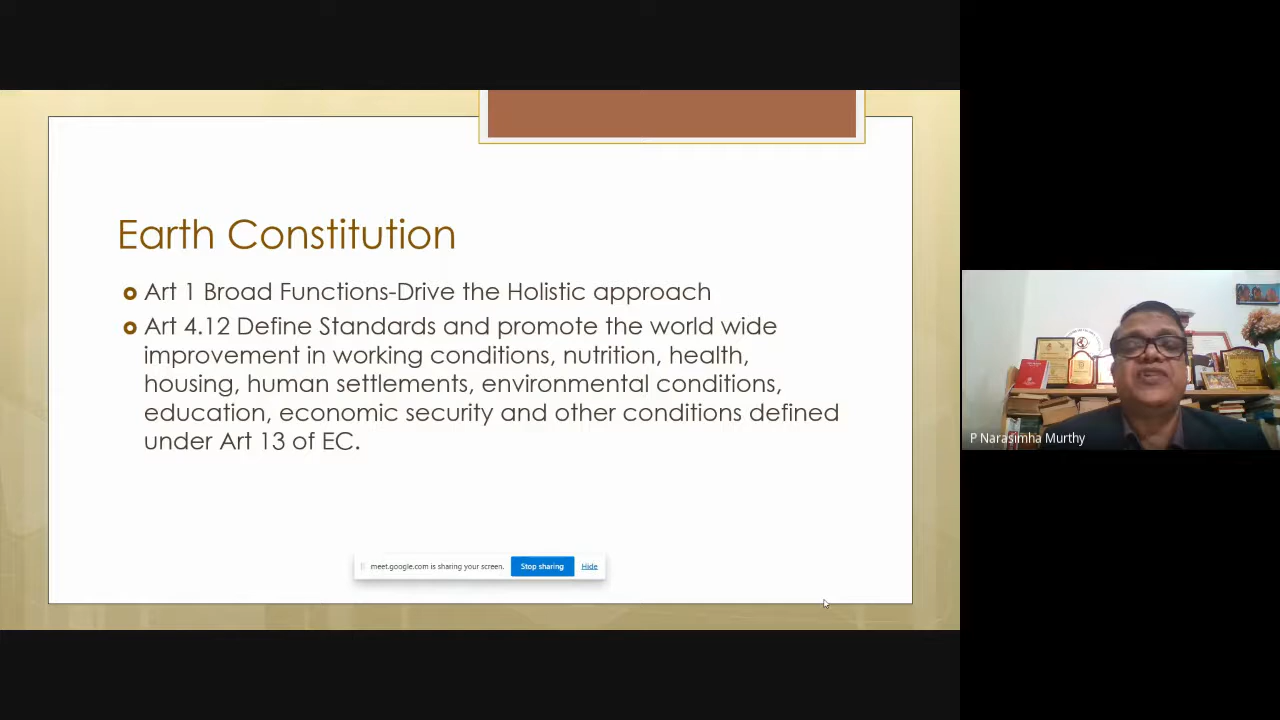 Earth Constitution
Art 1 Broad Functions-Drive the Holistic approach
Art 4.12 Define Standards and promote the world wide
improvement in working conditions, nutrition, health,
housing, human settlements, environmental conditions,
education, economic security and other conditions defined
under Art 13 of EC.
meet.google.com is sharing your screen. Stop sharing Hide
P Narasimha Murthy